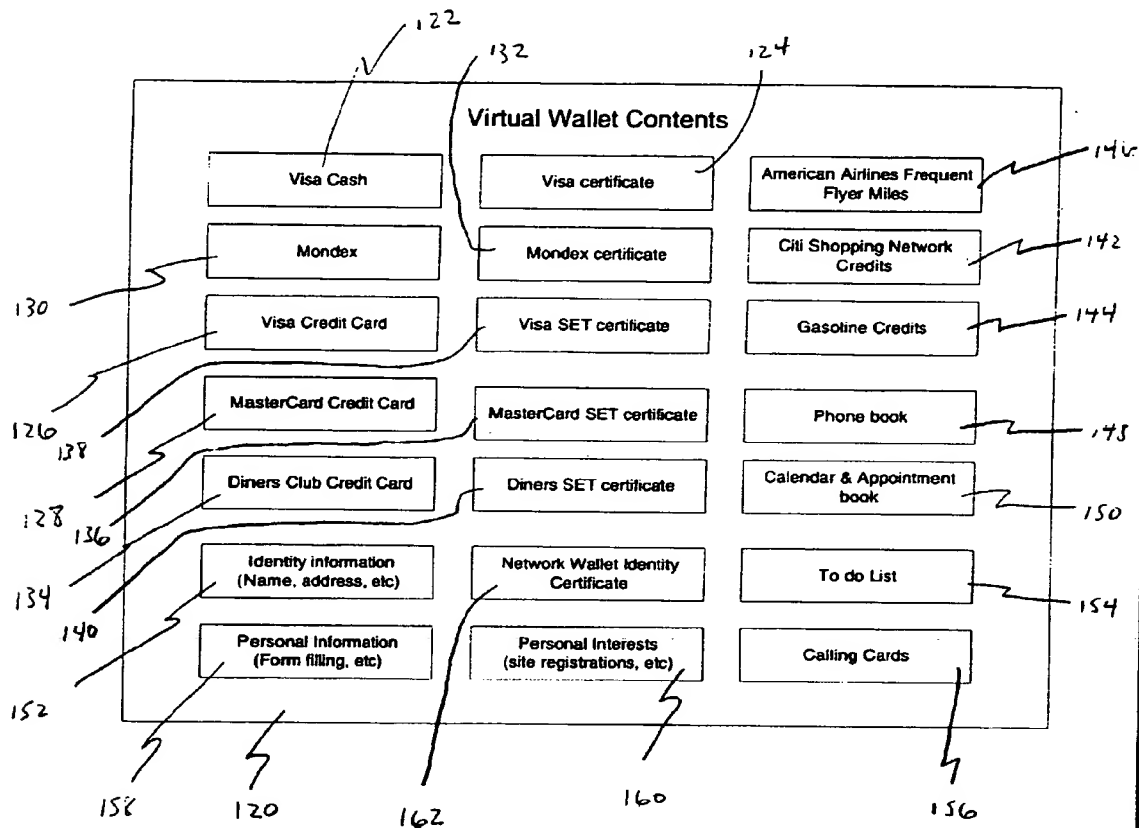 122
132
124
Virtual Wallet Contents
Visa Cash
Visa certificate
American Airlines Frequent
Flyer Miles
146
Mondex
Mondex certificate
Citi Shopping Network
Credits
142
130
Visa Credit Card
Visa SET certificate
Gasoline Credits
144
126
138
MasterCard Credit Card
MasterCard SET certificate
Phone book
148
128
136
Diners Club Credit Card
Diners SET certificate
Calendar & Appointment
book
150
134
140
Identity information
(Name, address, etc)
Network Wallet Identity
Certificate
To do List
154
152
Personal Information
(Form filling, etc)
Personal Interests
(site registrations, etc)
Calling Cards
158
120
162
160
156